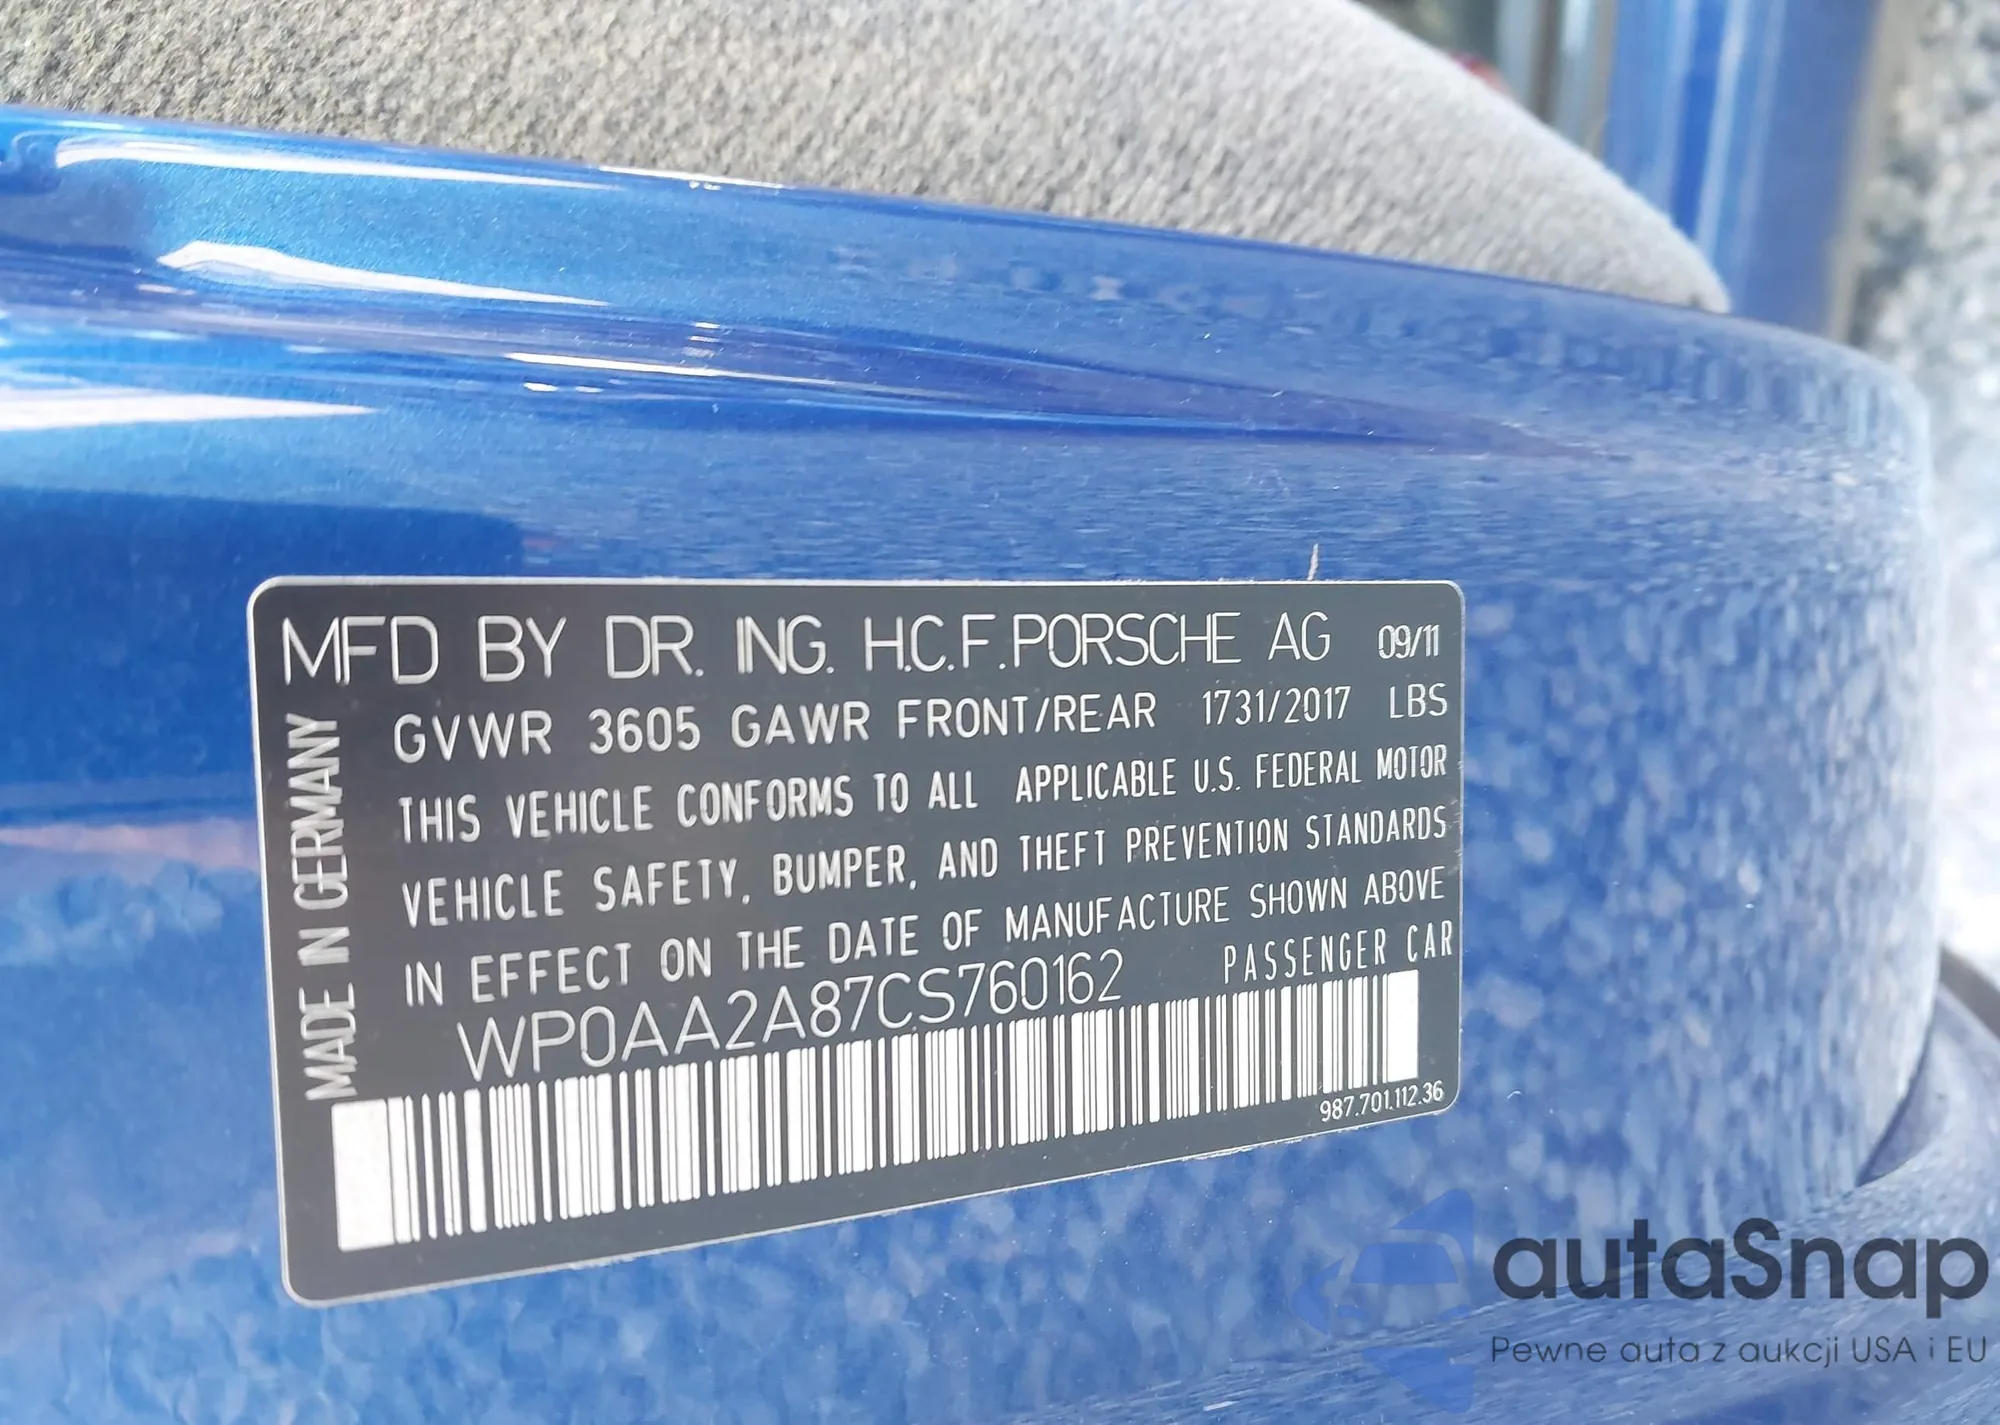 MFD BY DR. ING. H.C.F. PORSCHE AG 09/11
GVWR 3605 GAWR FRONT/REAR 1731/2017 LBS
THIS VEHICLE CONFORMS TO ALL APPLICABLE U.S. FEDERAL MOTOR
VEHICLE SAFETY, BUMPER, AND THEFT PREVENTION STANDARDS
IN EFFECT ON THE DATE OF MANUFACTURE SHOWN ABOVE
WP0AA2A87CS760162 PASSENGER CAR
987.701.112.36
MADE IN GERMANY
autaSnap
Pewne auta z aukcji USA i EU